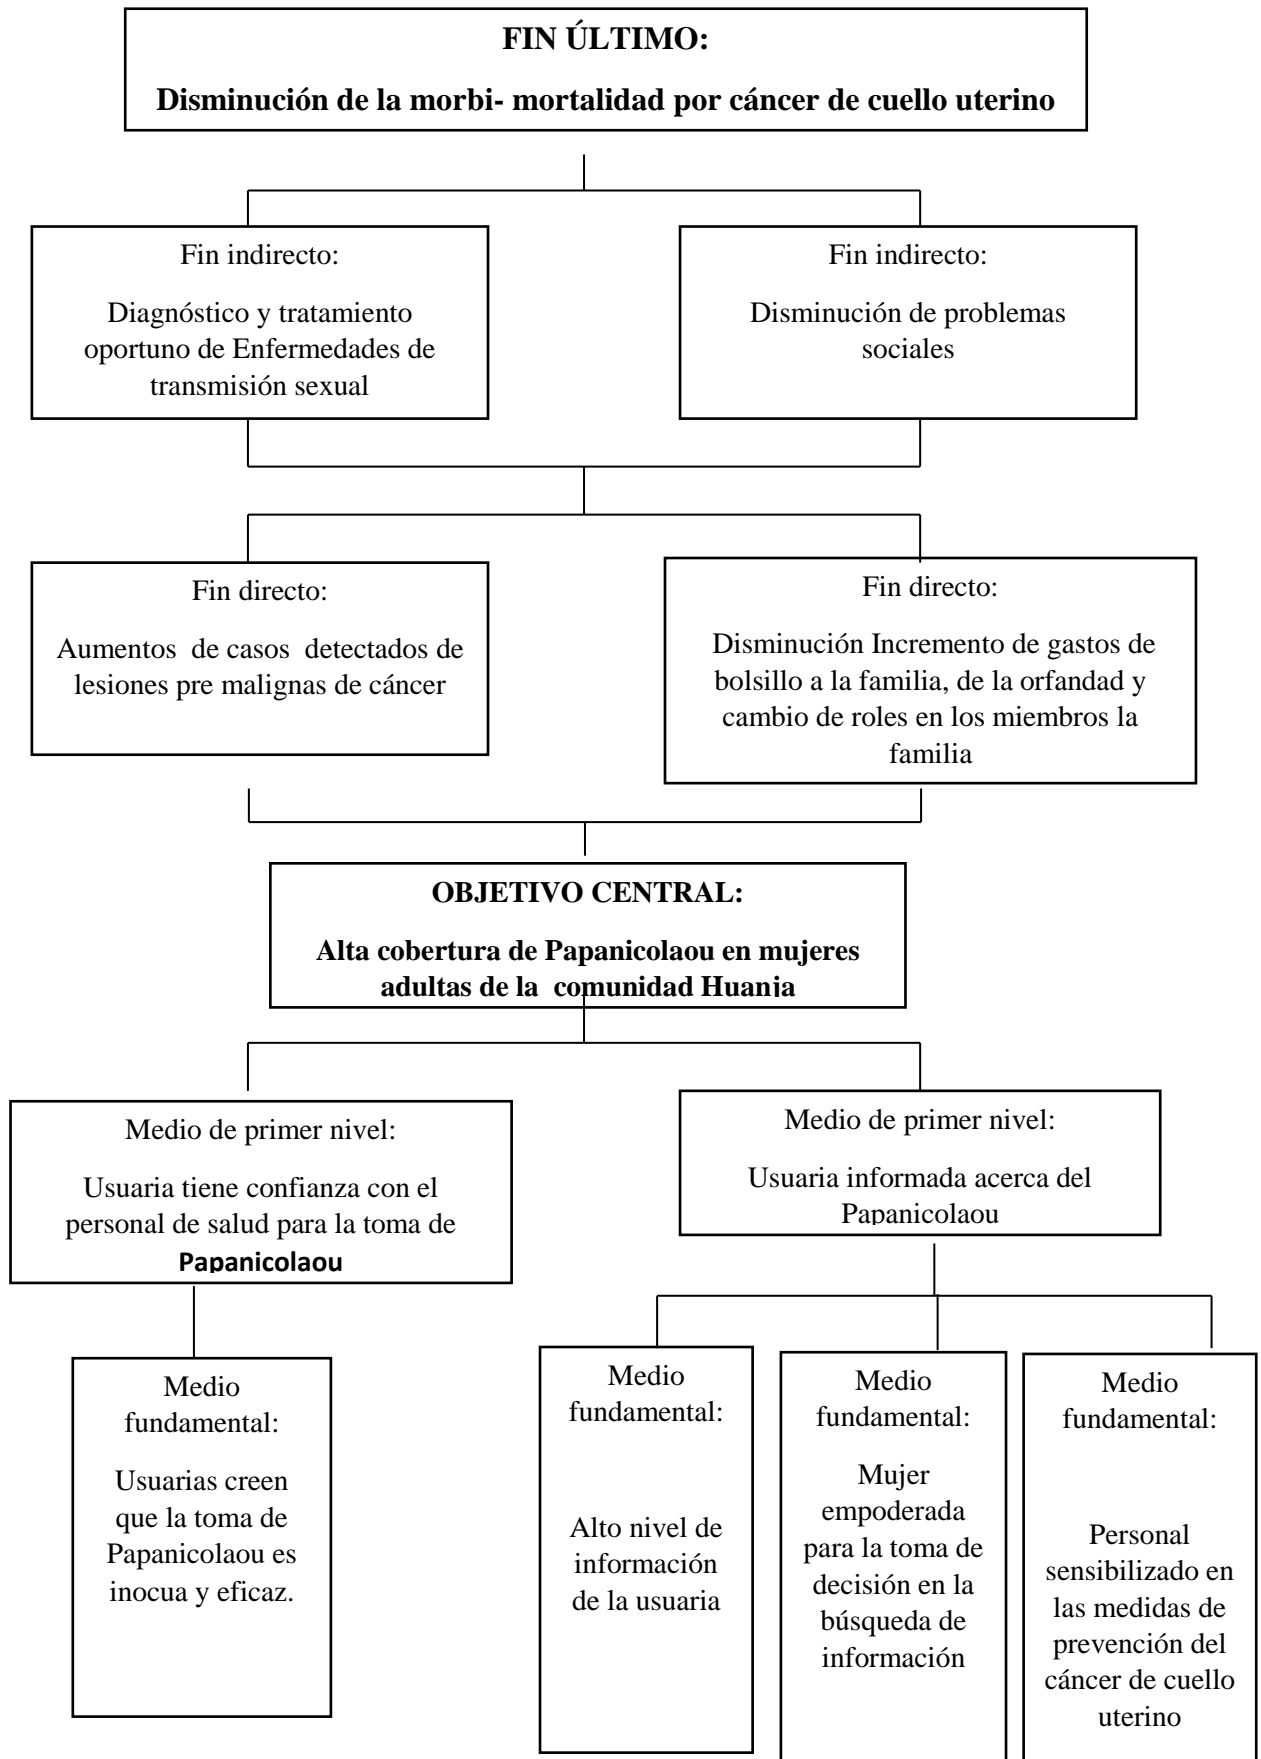 FIN ÚLTIMO:
Disminución de la morbi- mortalidad por cáncer de cuello uterino
Fin indirecto:
Diagnóstico y tratamiento
oportuno de Enfermedades de
transmisión sexual
Fin indirecto:
Disminución de problemas
sociales
Fin directo:
Aumentos de casos detectados de
lesiones pre malignas de cáncer
Fin directo:
Disminución Incremento de gastos de
bolsillo a la familia, de la orfandad y
cambio de roles en los miembros la
familia
OBJETIVO CENTRAL:
Alta cobertura de Papanicolaou en mujeres
adultas de la comunidad Huanja
Medio de primer nivel:
Usuaria tiene confianza con el
personal de salud para la toma de
Papanicolaou
Medio de primer nivel:
Usuaria informada acerca del
Papanicolaou
Medio
fundamental:
Usuarias creen
que la toma de
Papanicolaou es
inocua y eficaz.
Medio
fundamental:
Alto nivel de
información
de la usuaria
Medio
fundamental:
Mujer
empoderada
para la toma de
decisión en la
búsqueda de
información
Medio
fundamental:
Personal
sensibilizado en
las medidas de
prevención del
cáncer de cuello
uterino